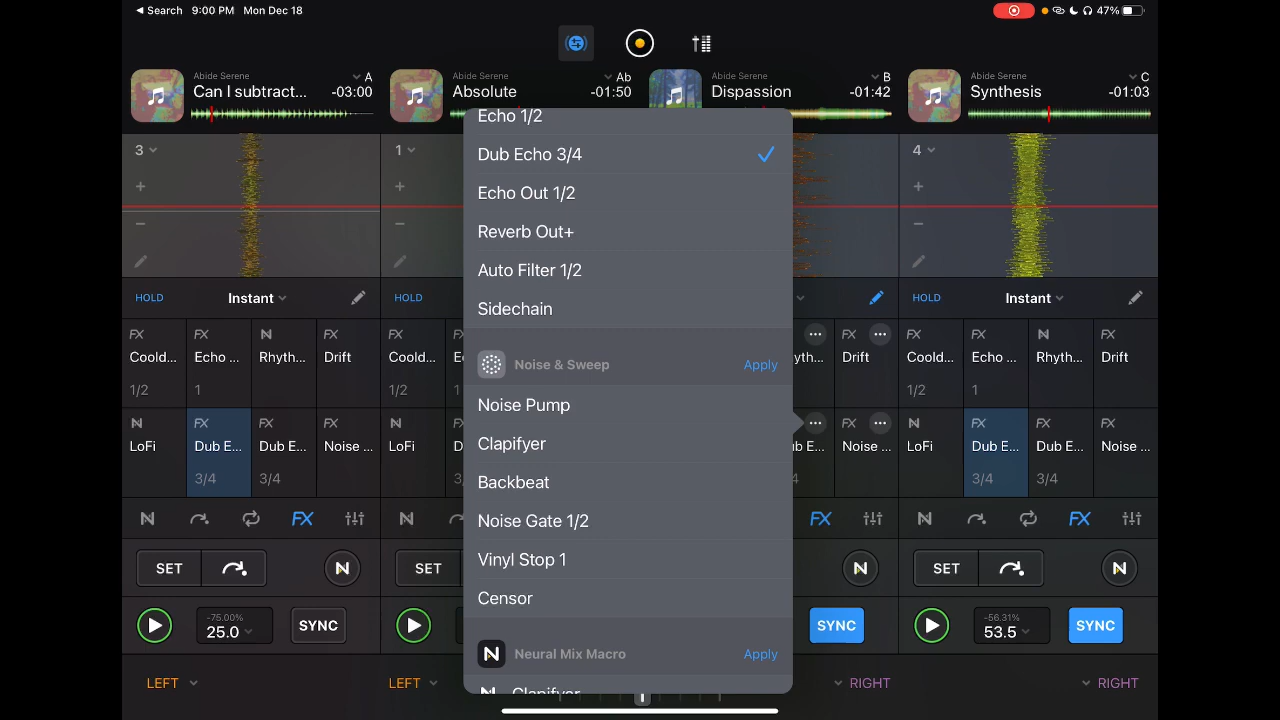 Search 9:00 PM Mon Dec 18 47%
Abide Serene A
Can I subtract... -03:00
Abide Serene Ab
Absolute -01:50
Abide Serene B
Dispassion -01:42
Abide Serene C
Synthesis -01:03
3
1
4
Echo 1/2
Dub Echo 3/4
Echo Out 1/2
Reverb Out+
Auto Filter 1/2
Sidechain
Noise & Sweep Apply
Noise Pump
Clapifyer
Backbeat
Noise Gate 1/2
Vinyl Stop 1
Censor
Neural Mix Macro Apply
Clapifyer
HOLD Instant
HOLD
HOLD Instant
FX FX N FX
Coold... Echo ... Rhyth... Drift
1/2 1
N FX FX FX
LoFi Dub E... Dub E... Noise ...
3/4 3/4
FX
Coold...
N
LoFi
FX
Drift
FX
Noise ...
FX FX N FX
Coold... Echo ... Rhyth... Drift
1/2 1
N FX FX FX
LoFi Dub E... Dub E... Noise ...
3/4 3/4
N FX
N
FX
N FX
SET N
SET
N
SET N
-75.00%
25.0 SYNC
SYNC
-56.31%
53.5 SYNC
LEFT
LEFT
RIGHT
RIGHT